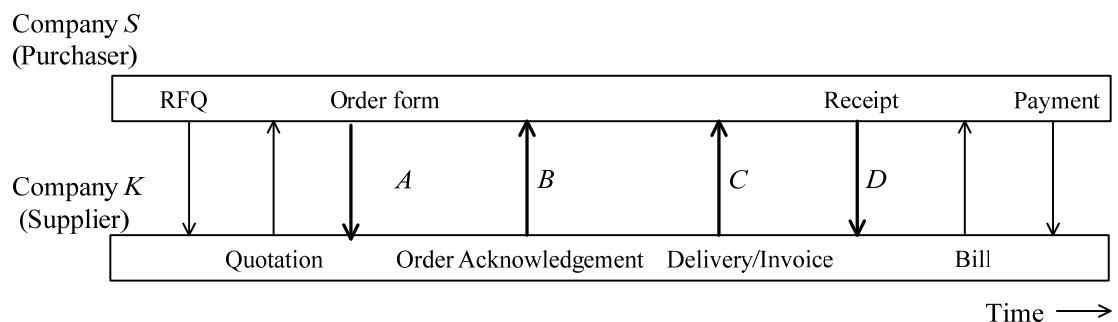 Company S
(Purchaser)
RFQ Order form Receipt Payment
A B C D
Company K
(Supplier)
Quotation Order Acknowledgement Delivery/Invoice Bill
Time